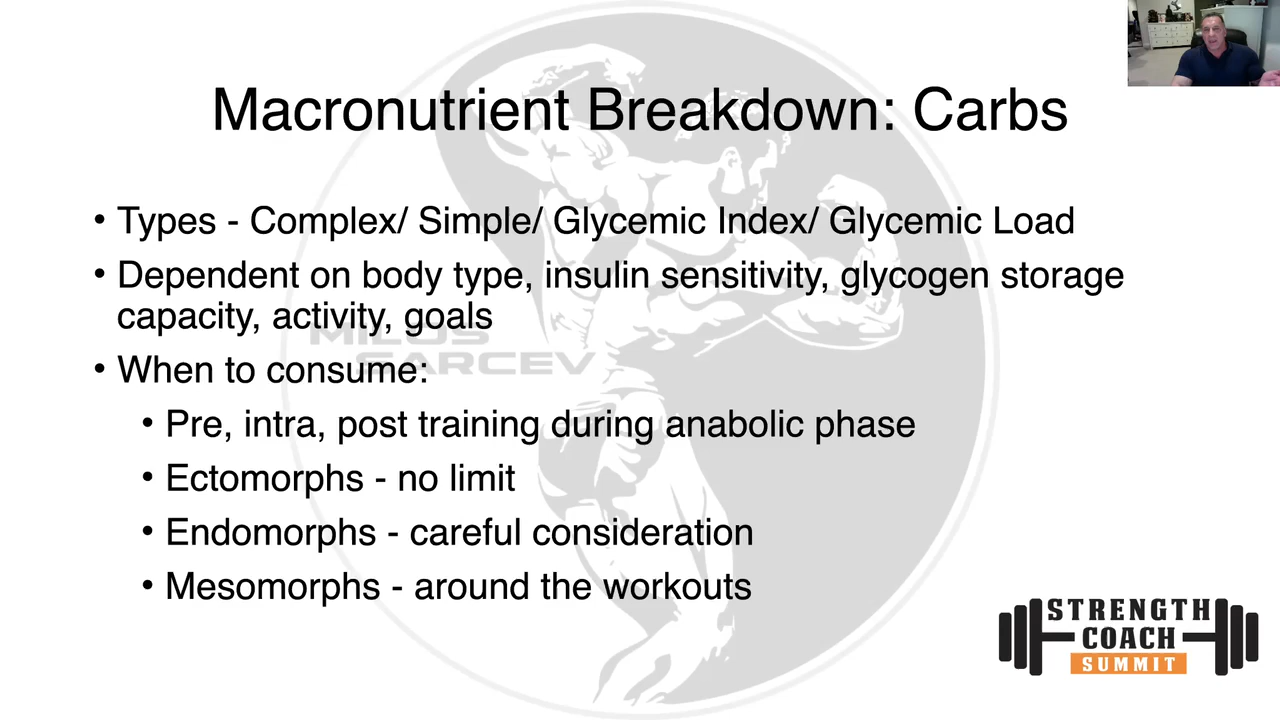 Macronutrient Breakdown: Carbs
• Types - Complex/ Simple/ Glycemic Index/ Glycemic Load
• Dependent on body type, insulin sensitivity, glycogen storage
capacity, activity, goals
MILOS
SARCEV
• When to consume:
• Pre, intra, post training during anabolic phase
• Ectomorphs - no limit
• Endomorphs - careful consideration
• Mesomorphs - around the workouts
STRENGTH
COACH
SUMMIT